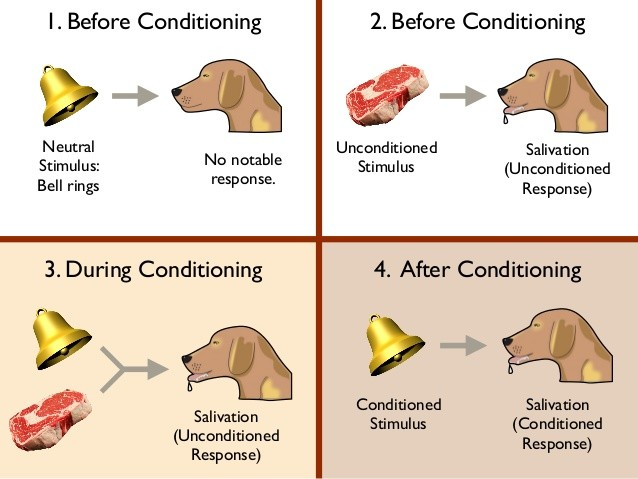 1. Before Conditioning
Neutral
Stimulus:
Bell rings
No notable
response.
2. Before Conditioning
Unconditioned
Stimulus
Salivation
(Unconditioned
Response)
3. During Conditioning
Salivation
(Unconditioned
Response)
4. After Conditioning
Conditioned
Stimulus
Salivation
(Conditioned
Response)